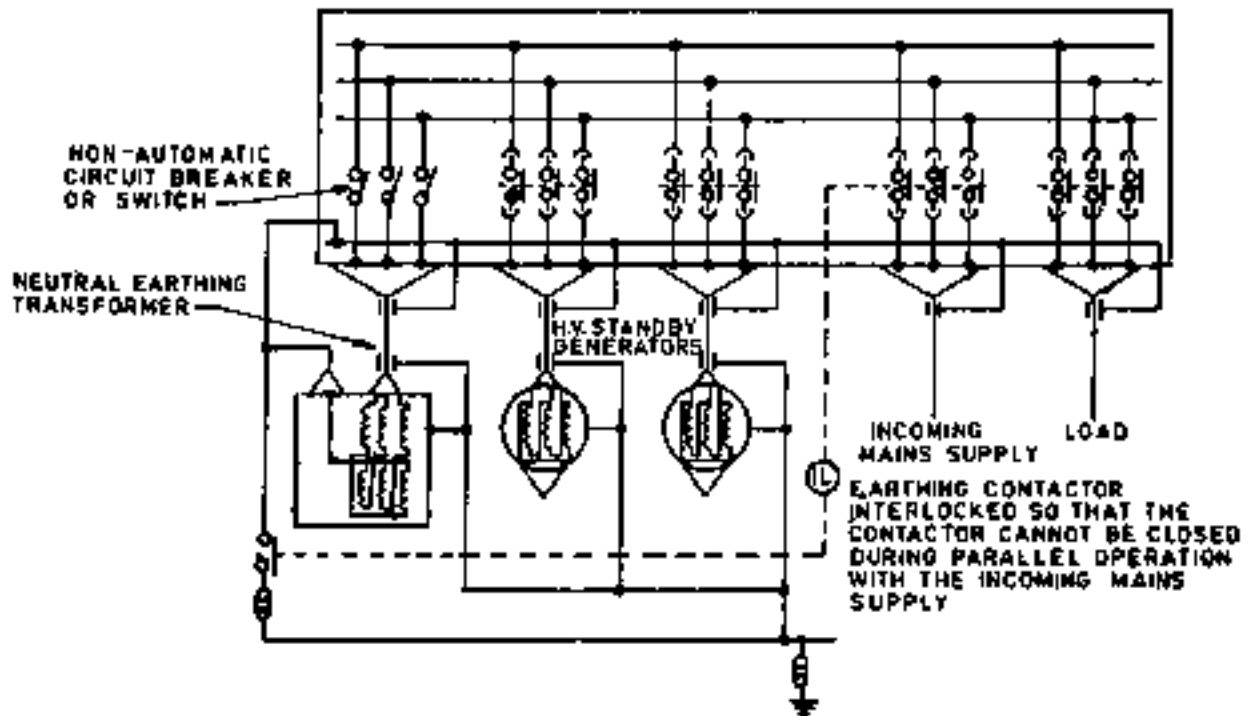 NON-AUTOMATIC
CIRCUIT BREAKER
OR SWITCH
NEUTRAL EARTHING
TRANSFORMER
H.V. STANDBY
GENERATORS
INCOMING
MAINS SUPPLY
LOAD
IL
EARTHING CONTACTOR
INTERLOCKED SO THAT THE
CONTACTOR CANNOT BE CLOSED
DURING PARALLEL OPERATION
WITH THE INCOMING MAINS
SUPPLY